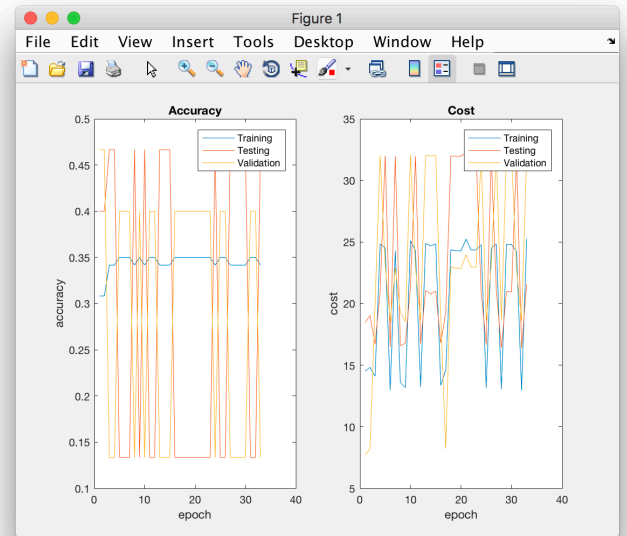 Figure 1
File Edit View Insert Tools Desktop Window Help
Accuracy
Training
Testing
Validation
0.5
0.45
0.4
0.35
0.3
0.25
0.2
0.15
0.1
accuracy
0 10 20 30 40
epoch
Cost
Training
Testing
Validation
35
30
25
20
15
10
5
cost
0 10 20 30 40
epoch